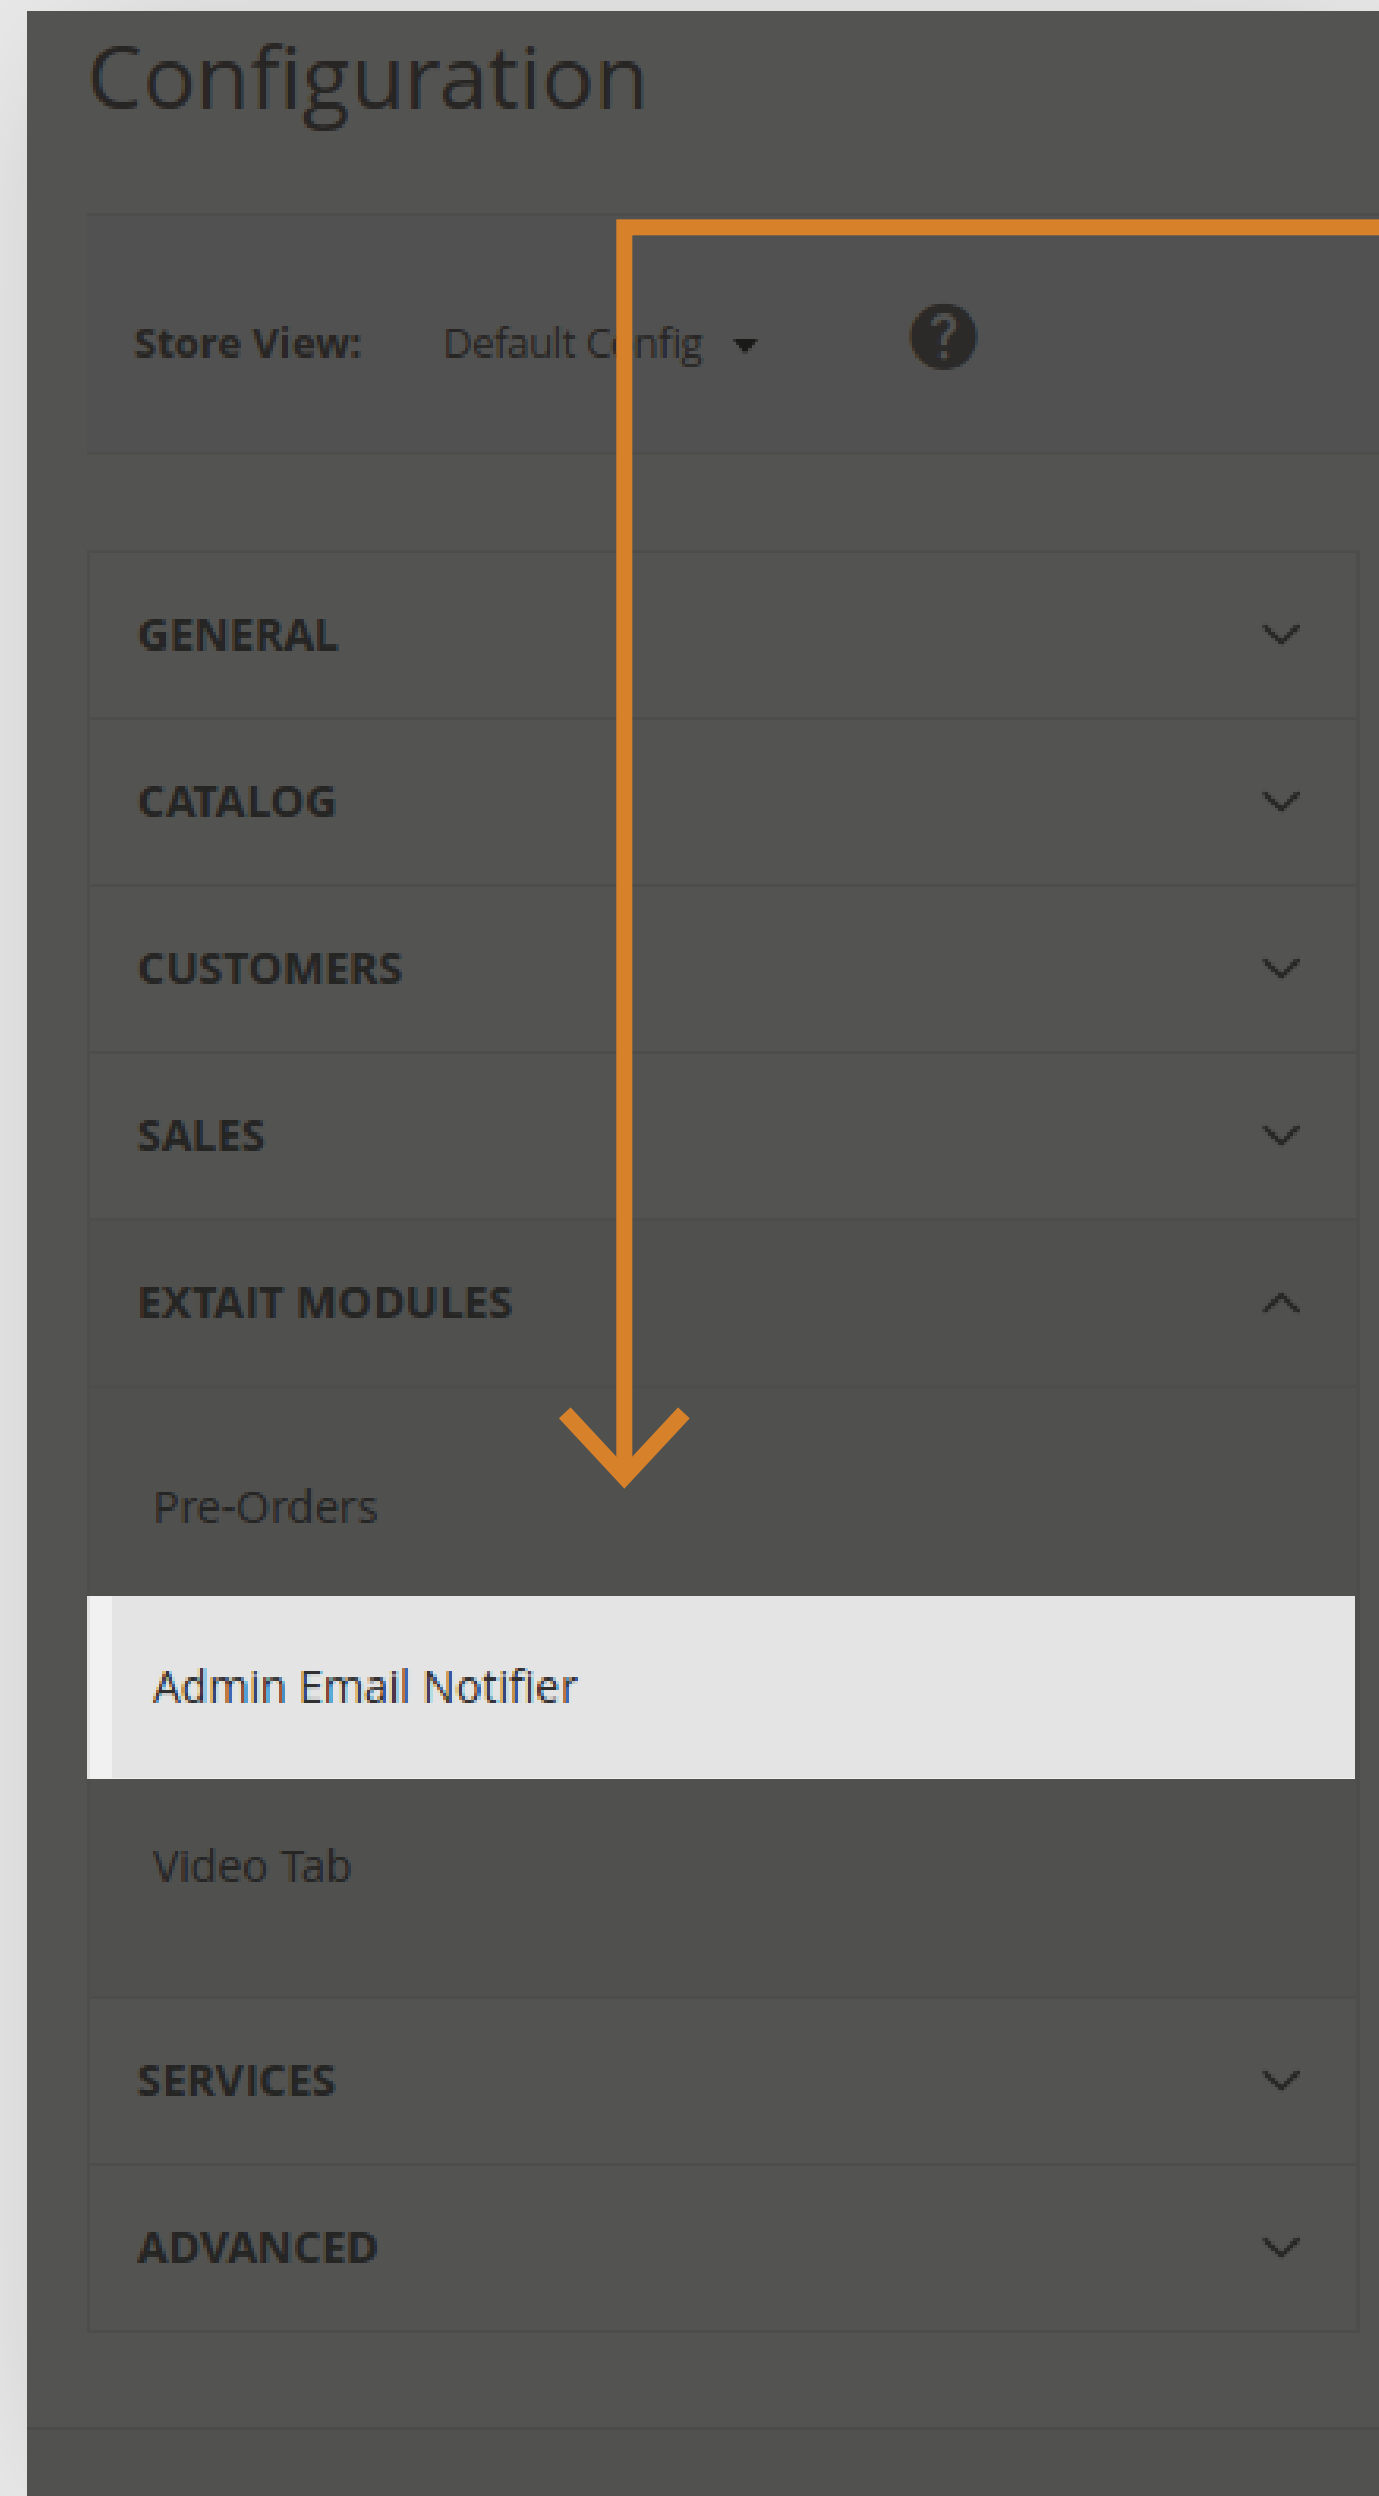 Configuration
Store View: Default Config ?
GENERAL
CATALOG
CUSTOMERS
SALES
EXTAIT MODULES
Pre-Orders
Admin Email Notifier
Video Tab
SERVICES
ADVANCED